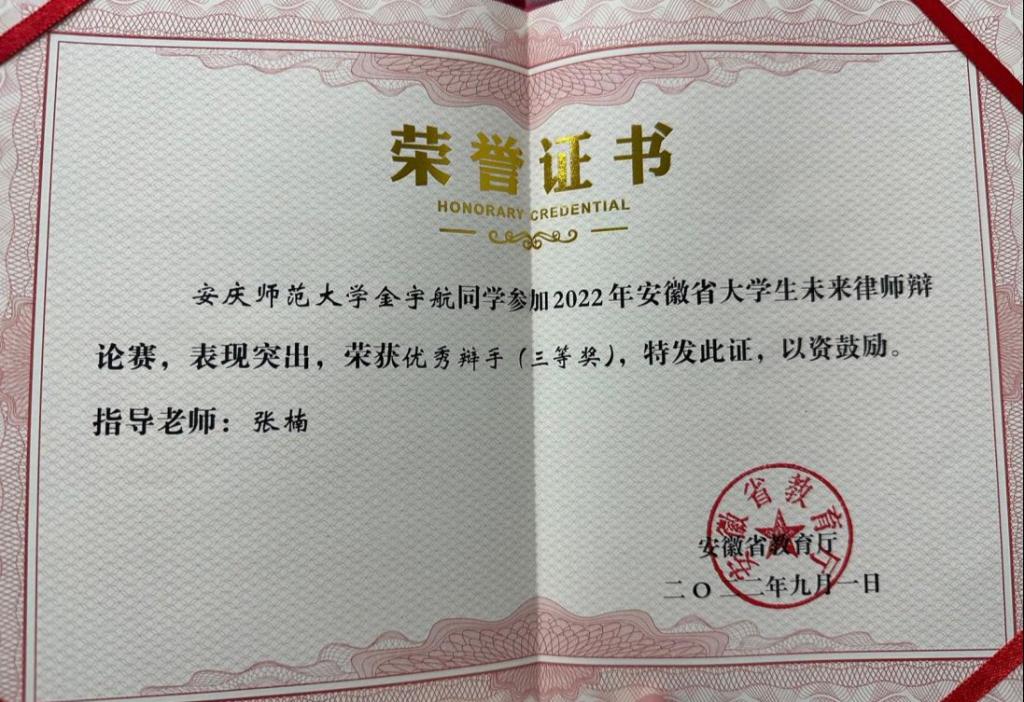 荣誉证书
HONORARY CREDENTIAL
安庆师范大学金宇航同学参加2022年安徽省大学生未来律师辩
论赛，表现突出，荣获优秀辩手（三等奖），特发此证，以资鼓励。
指导老师：张楠
安徽省教育厅
安徽省教育厅
二〇二二年九月一日